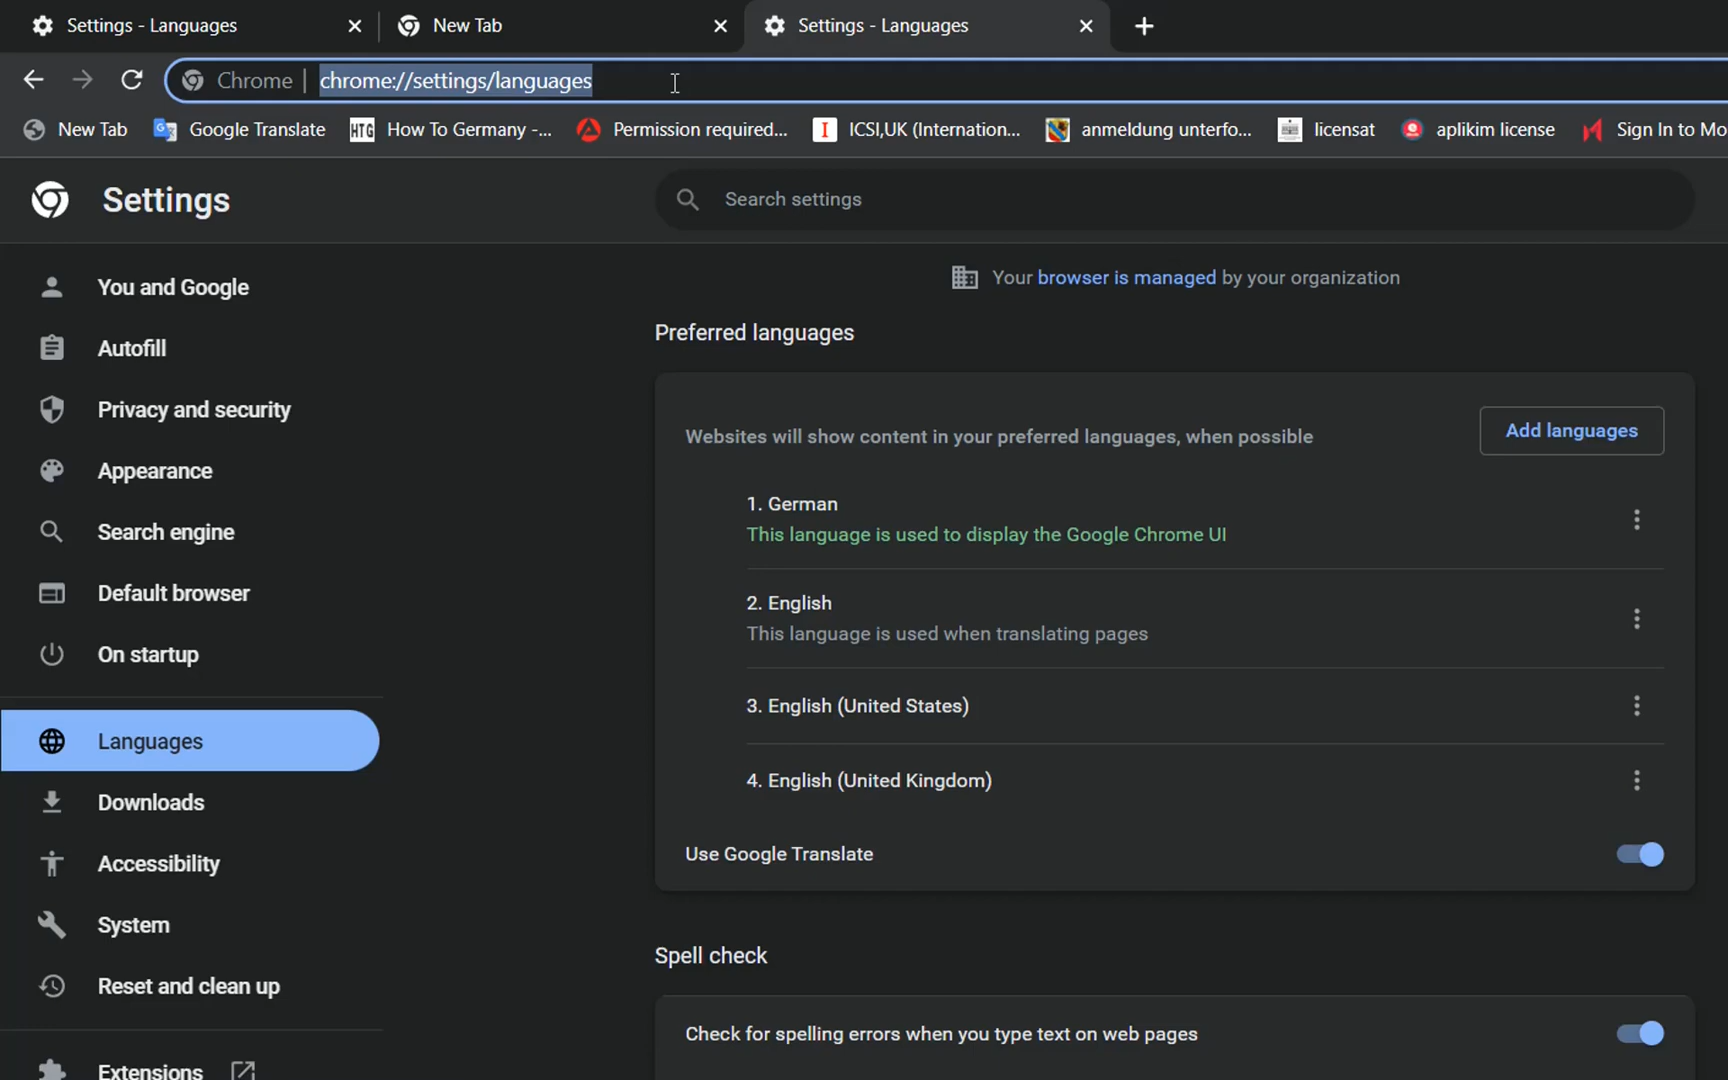 Settings - Languages
New Tab
Settings - Languages
Chrome | chrome://settings/languages
New Tab
Google Translate
HTG How To Germany -...
Permission required...
I ICSI,UK (Internation...
anmeldung unterfo...
licensat
aplikim license
Sign In to Mo
Settings
Search settings
You and Google
Autofill
Privacy and security
Appearance
Search engine
Default browser
On startup
Languages
Downloads
Accessibility
System
Reset and clean up
Extensions
Your browser is managed by your organization
Preferred languages
Websites will show content in your preferred languages, when possible
Add languages
1. German
This language is used to display the Google Chrome UI
2. English
This language is used when translating pages
3. English (United States)
4. English (United Kingdom)
Use Google Translate
Spell check
Check for spelling errors when you type text on web pages